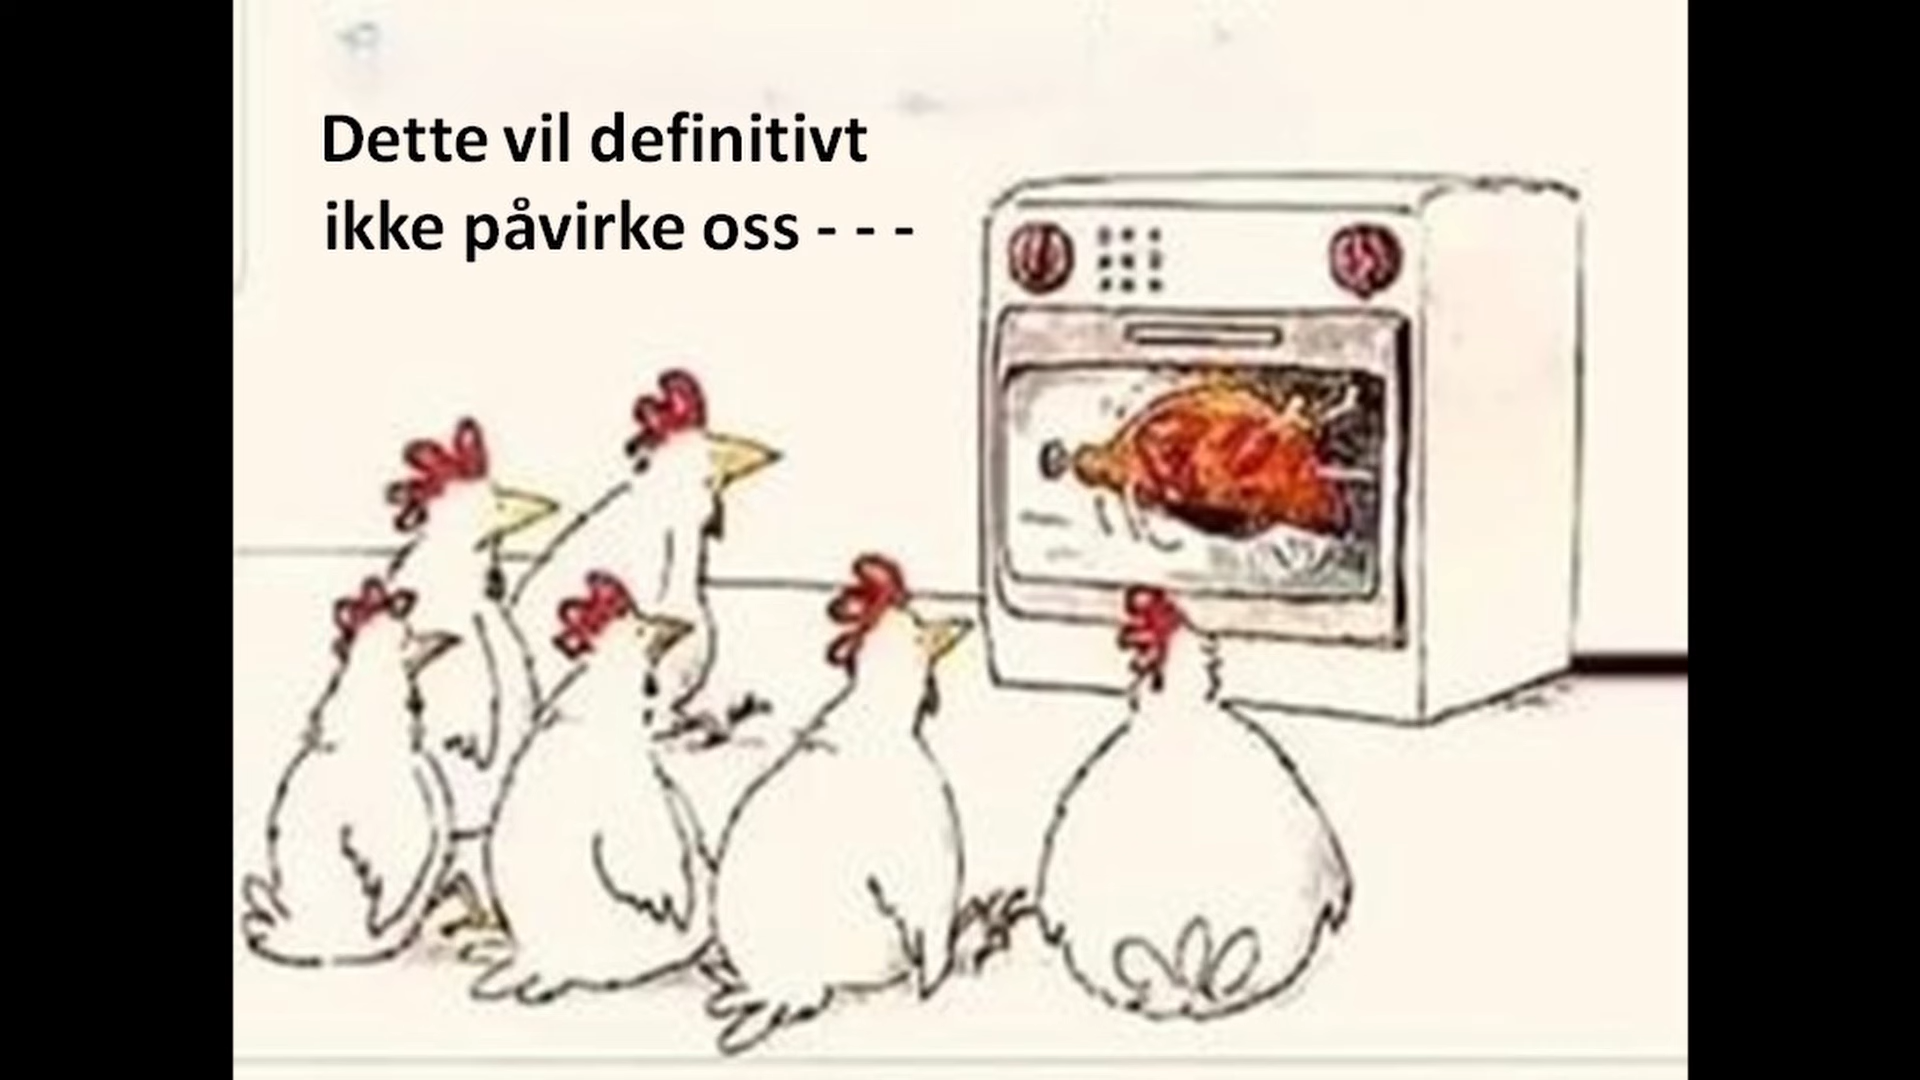 Dette vil definitivt
ikke påvirke oss - - -